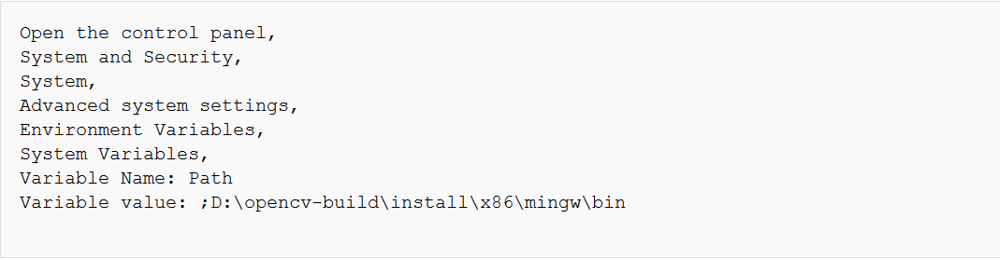 Open the control panel,
System and Security,
System,
Advanced system settings,
Environment Variables,
System Variables,
Variable Name: Path
Variable value: ;D:\opencv-build\install\x86\mingw\bin